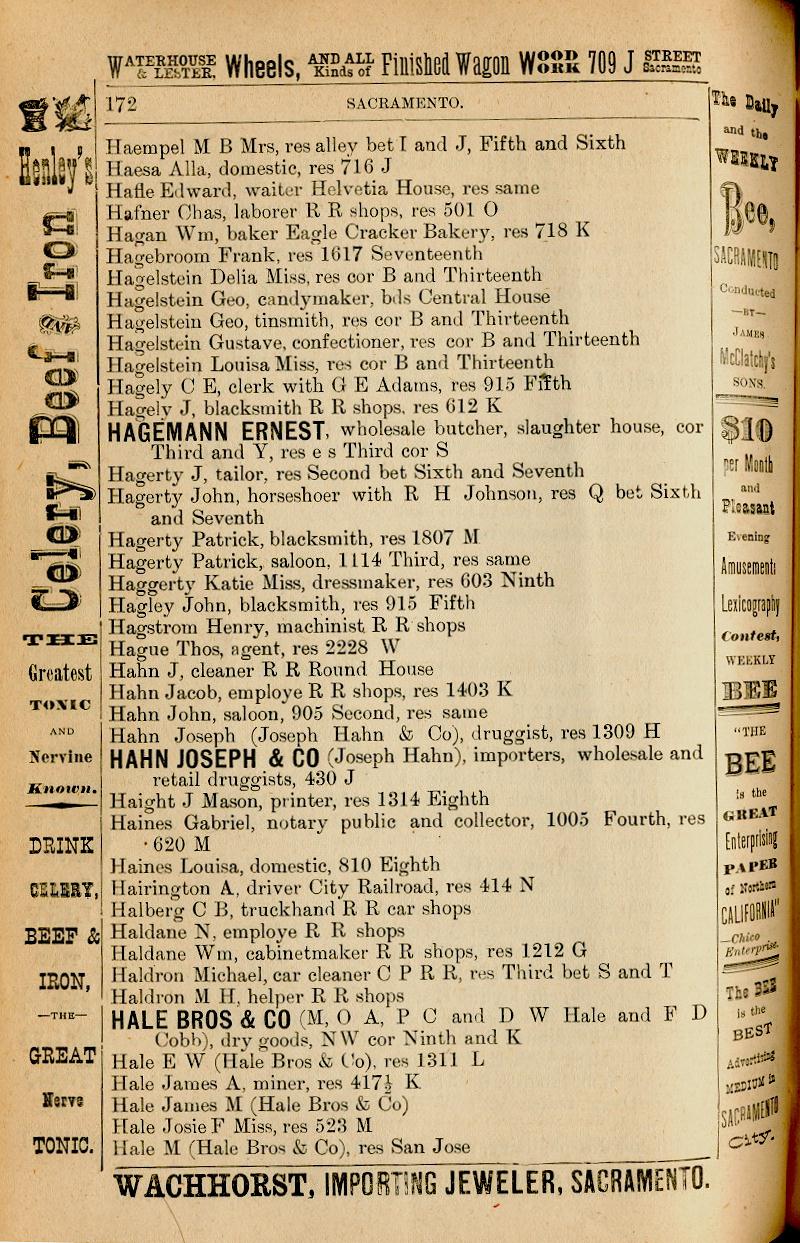 WATERHOUSE & LESTER, Wheels, AND ALL Kinds of Finished Wagon WOOD WORK 709 J STREET Sacramento
172 SACRAMENTO.
Haempel M B Mrs, res alley bet I and J, Fifth and Sixth
Haesa Alla, domestic, res 716 J
Hafle Edward, waiter Helvetia House, res same
Hafner Chas, laborer R R shops, res 501 O
Hagan Wm, baker Eagle Cracker Bakery, res 718 K
Hagebroom Frank, res 1617 Seventeenth
Hagelstein Delia Miss, res cor B and Thirteenth
Hagelstein Geo, candymaker, bds Central House
Hagelstein Geo, tinsmith, res cor B and Thirteenth
Hagelstein Gustave, confectioner, res cor B and Thirteenth
Hagelstein Louisa Miss, res cor B and Thirteenth
Hagely C E, clerk with G E Adams, res 915 Fifth
Hagely J, blacksmith R R shops, res 612 K
HAGEMANN ERNEST, wholesale butcher, slaughter house, cor
Third and Y, res e s Third cor S
Hagerty J, tailor, res Second bet Sixth and Seventh
Hagerty John, horseshoer with R H Johnson, res Q bet Sixth
and Seventh
Hagerty Patrick, blacksmith, res 1807 M
Hagerty Patrick, saloon, 1114 Third, res same
Haggerty Katie Miss, dressmaker, res 603 Ninth
Hagley John, blacksmith, res 915 Fifth
Hagstrom Henry, machinist R R shops
Hague Thos, agent, res 2228 W
Hahn J, cleaner R R Round House
Hahn Jacob, employe R R shops, res 1403 K
Hahn John, saloon, 905 Second, res same
Hahn Joseph (Joseph Hahn & Co), druggist, res 1309 H
HAHN JOSEPH & CO (Joseph Hahn), importers, wholesale and
retail druggists, 430 J
Haight J Mason, printer, res 1314 Eighth
Haines Gabriel, notary public and collector, 1005 Fourth, res
620 M
Haines Louisa, domestic, 810 Eighth
Hairington A, driver City Railroad, res 414 N
Halberg C B, truckhand R R car shops
Haldane N, employe R R shops
Haldane Wm, cabinetmaker R R shops, res 1212 G
Haldron Michael, car cleaner C P R R, res Third bet S and T
Haldron M H, helper R R shops
HALE BROS & CO (M, O A, P C and D W Hale and F D
Cobb), dry goods, N W cor Ninth and K
Hale E W (Hale Bros & Co), res 1311 L
Hale James A, miner, res 417½ K
Hale James M (Hale Bros & Co)
Hale Josie F Miss, res 523 M
Hale M (Hale Bros & Co), res San Jose
WACHHORST, IMPORTING JEWELER, SACRAMENTO.
Henley's
Celery, Beef and Iron
THE
Greatest
TONIC
AND
Nervine
Known.
DRINK
CELERY,
BEEF &
IRON,
—THE—
GREAT
Nerve
TONIC.
The Daily
and the
WEEKLY
Bee,
SACRAMENTO
Conducted
—BY—
JAMES
McClatchy's
SONS.
$10
per Month
and
Pleasant
Evening
Amusement:
Lexicography
Contest,
WEEKLY
BEE
"THE
BEE
is the
GREAT
Enterprising
PAPER
of Northern
CALIFORNIA"
—Chico
Enterprise.
The BEE
is the
BEST
Advertising
MEDIUM in
SACRAMENTO
City.